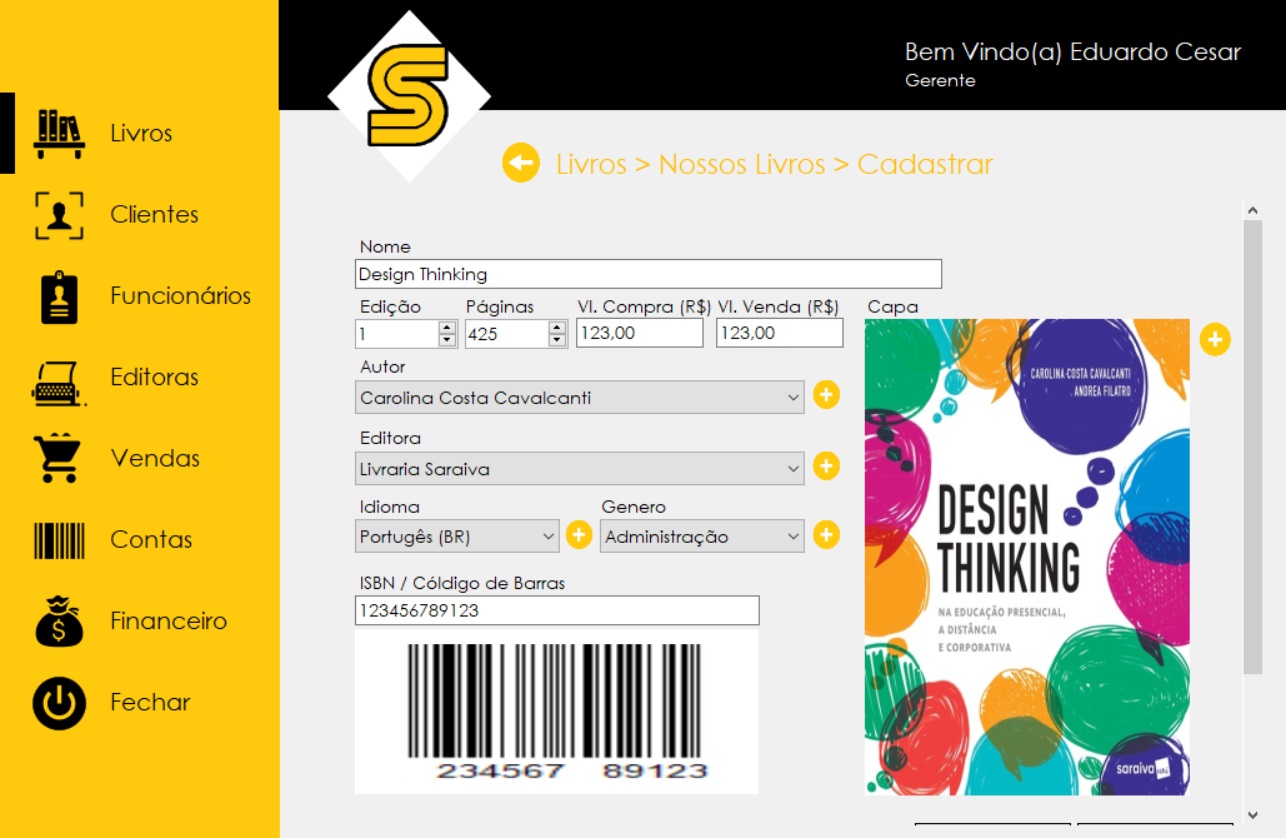 Bem Vindo(a) Eduardo Cesar
Gerente
Livros
Clientes
Funcionários
Editoras
Vendas
Contas
Financeiro
Fechar
S
Livros > Nossos Livros > Cadastrar
Nome
Design Thinking
Edição Páginas Vl. Compra (R$) Vl. Venda (R$) Capa
1 425 123,00 123,00
Autor
Carolina Costa Cavalcanti
Editora
Livraria Saraiva
Idioma Genero
Portugês (BR) Administração
ISBN / Cóldigo de Barras
123456789123
234567 89123
CAROLINA COSTA CAVALCANTI
ANDREA FILATRO
DESIGN
THINKING
NA EDUCAÇÃO PRESENCIAL,
A DISTÂNCIA
E CORPORATIVA
saraiva